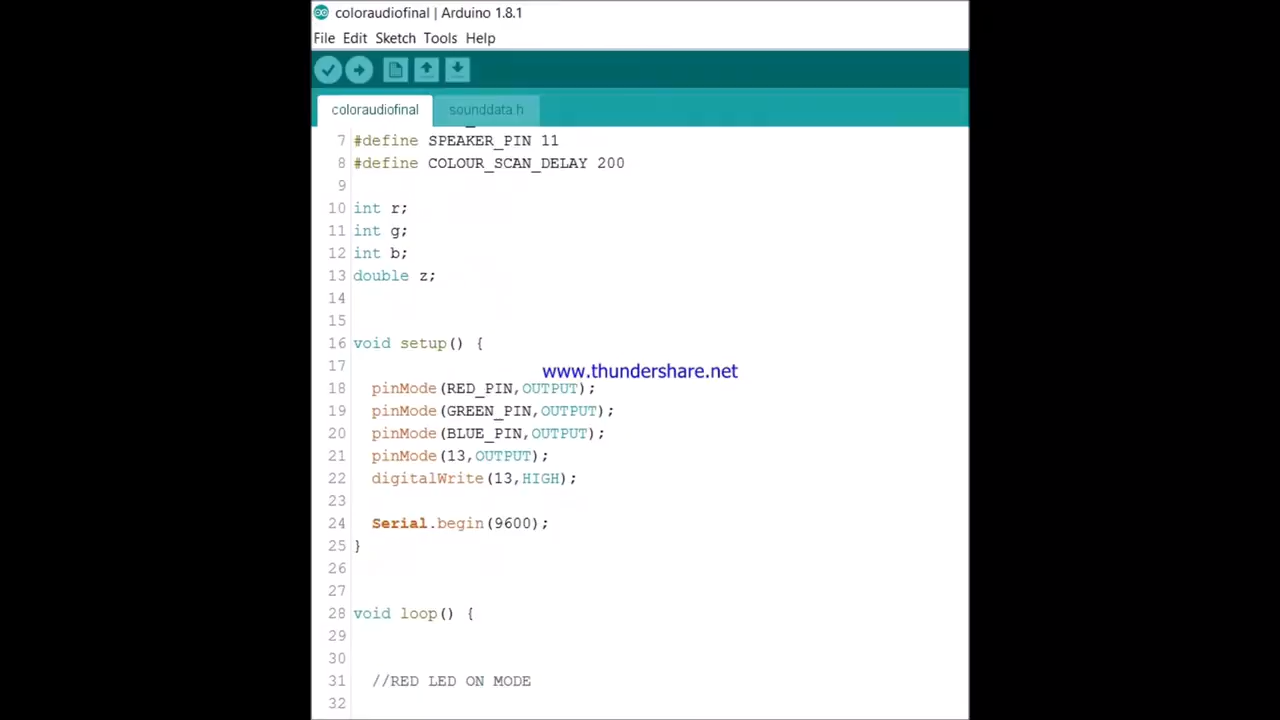 coloraudiofinal | Arduino 1.8.1
File Edit Sketch Tools Help
coloraudiofinal sounddata.h
7 #define SPEAKER_PIN 11
8 #define COLOUR_SCAN_DELAY 200
9
10 int r;
11 int g;
12 int b;
13 double z;
14
15
16 void setup() {
17
www.thundershare.net
18 pinMode(RED_PIN,OUTPUT);
19 pinMode(GREEN_PIN,OUTPUT);
20 pinMode(BLUE_PIN,OUTPUT);
21 pinMode(13,OUTPUT);
22 digitalWrite(13,HIGH);
23
24 Serial.begin(9600);
25 }
26
27
28 void loop() {
29
30
31 //RED LED ON MODE
32